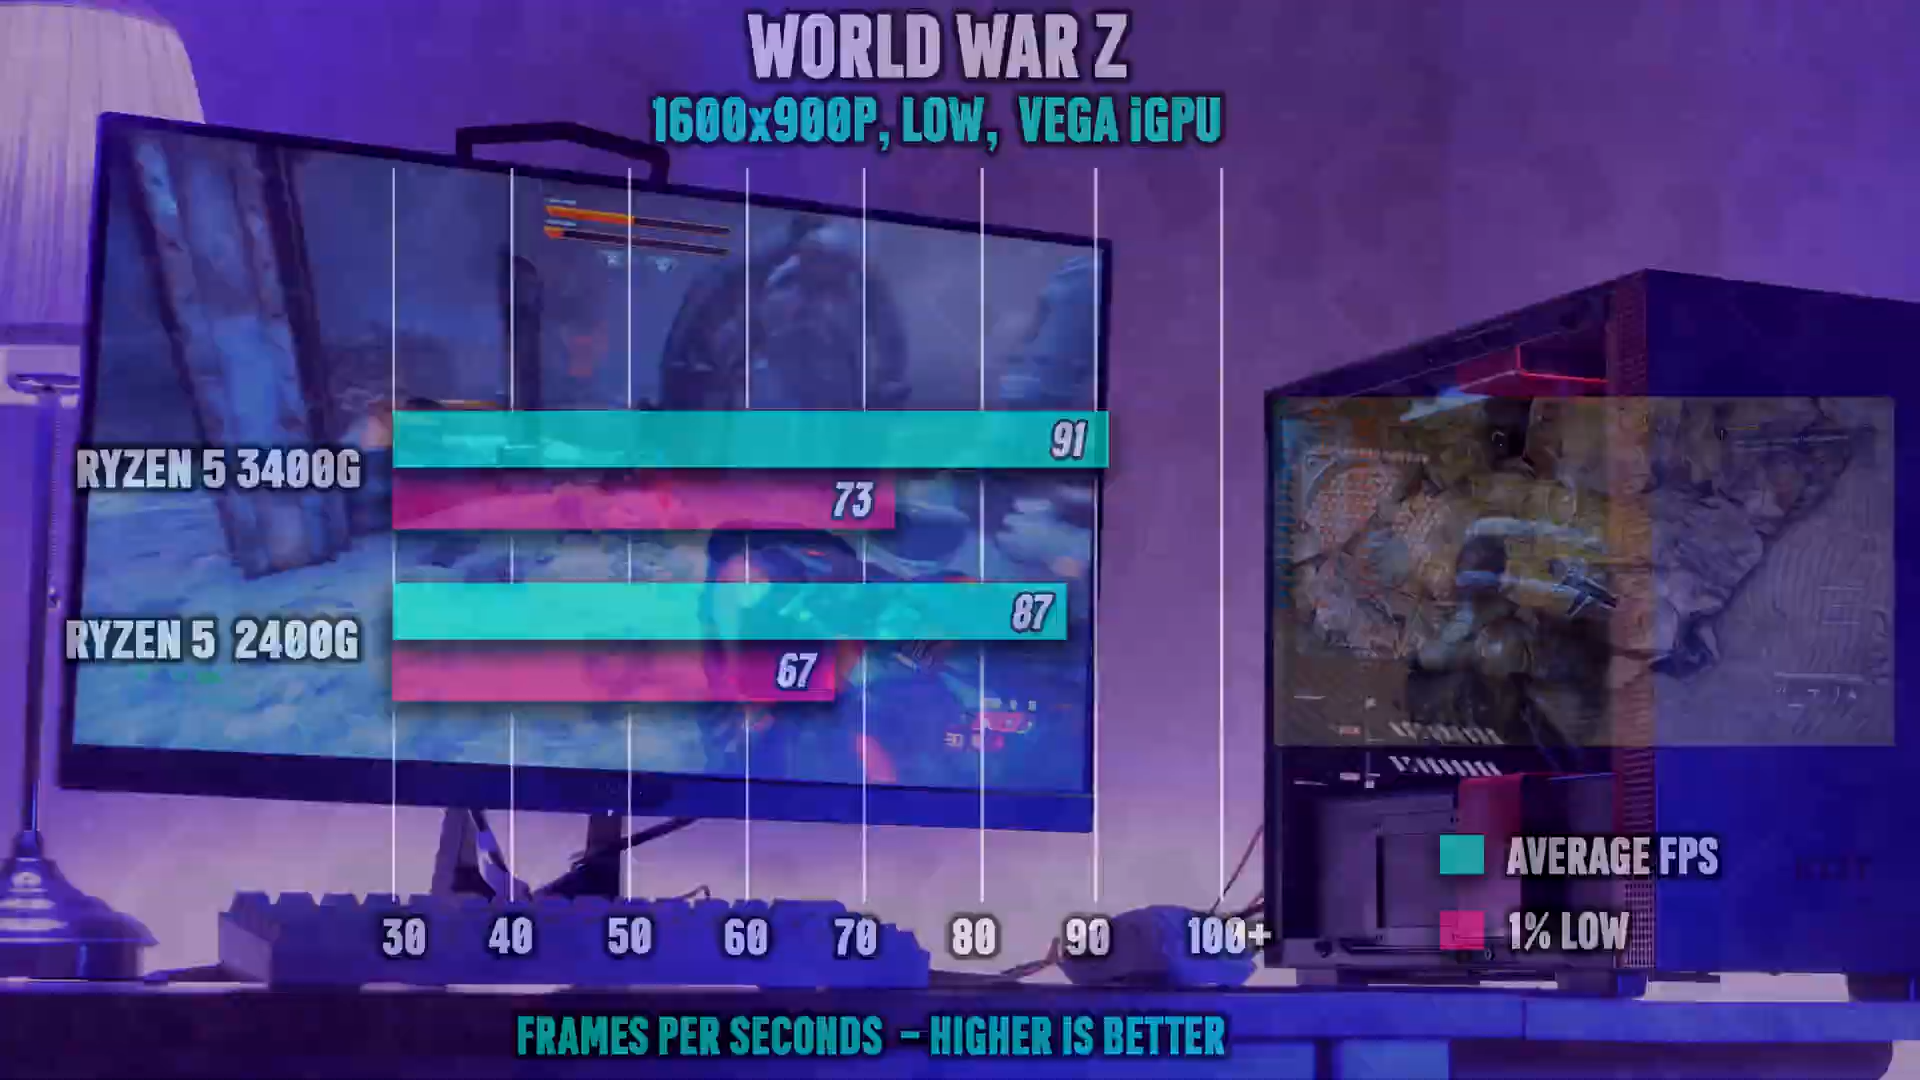 WORLD WAR Z
1600x900P, LOW, VEGA iGPU
RYZEN 5 3400G
91
73
RYZEN 5 2400G
87
67
AVERAGE FPS
1% LOW
30 40 50 60 70 80 90 100+
FRAMES PER SECONDS - HIGHER iS BETTER